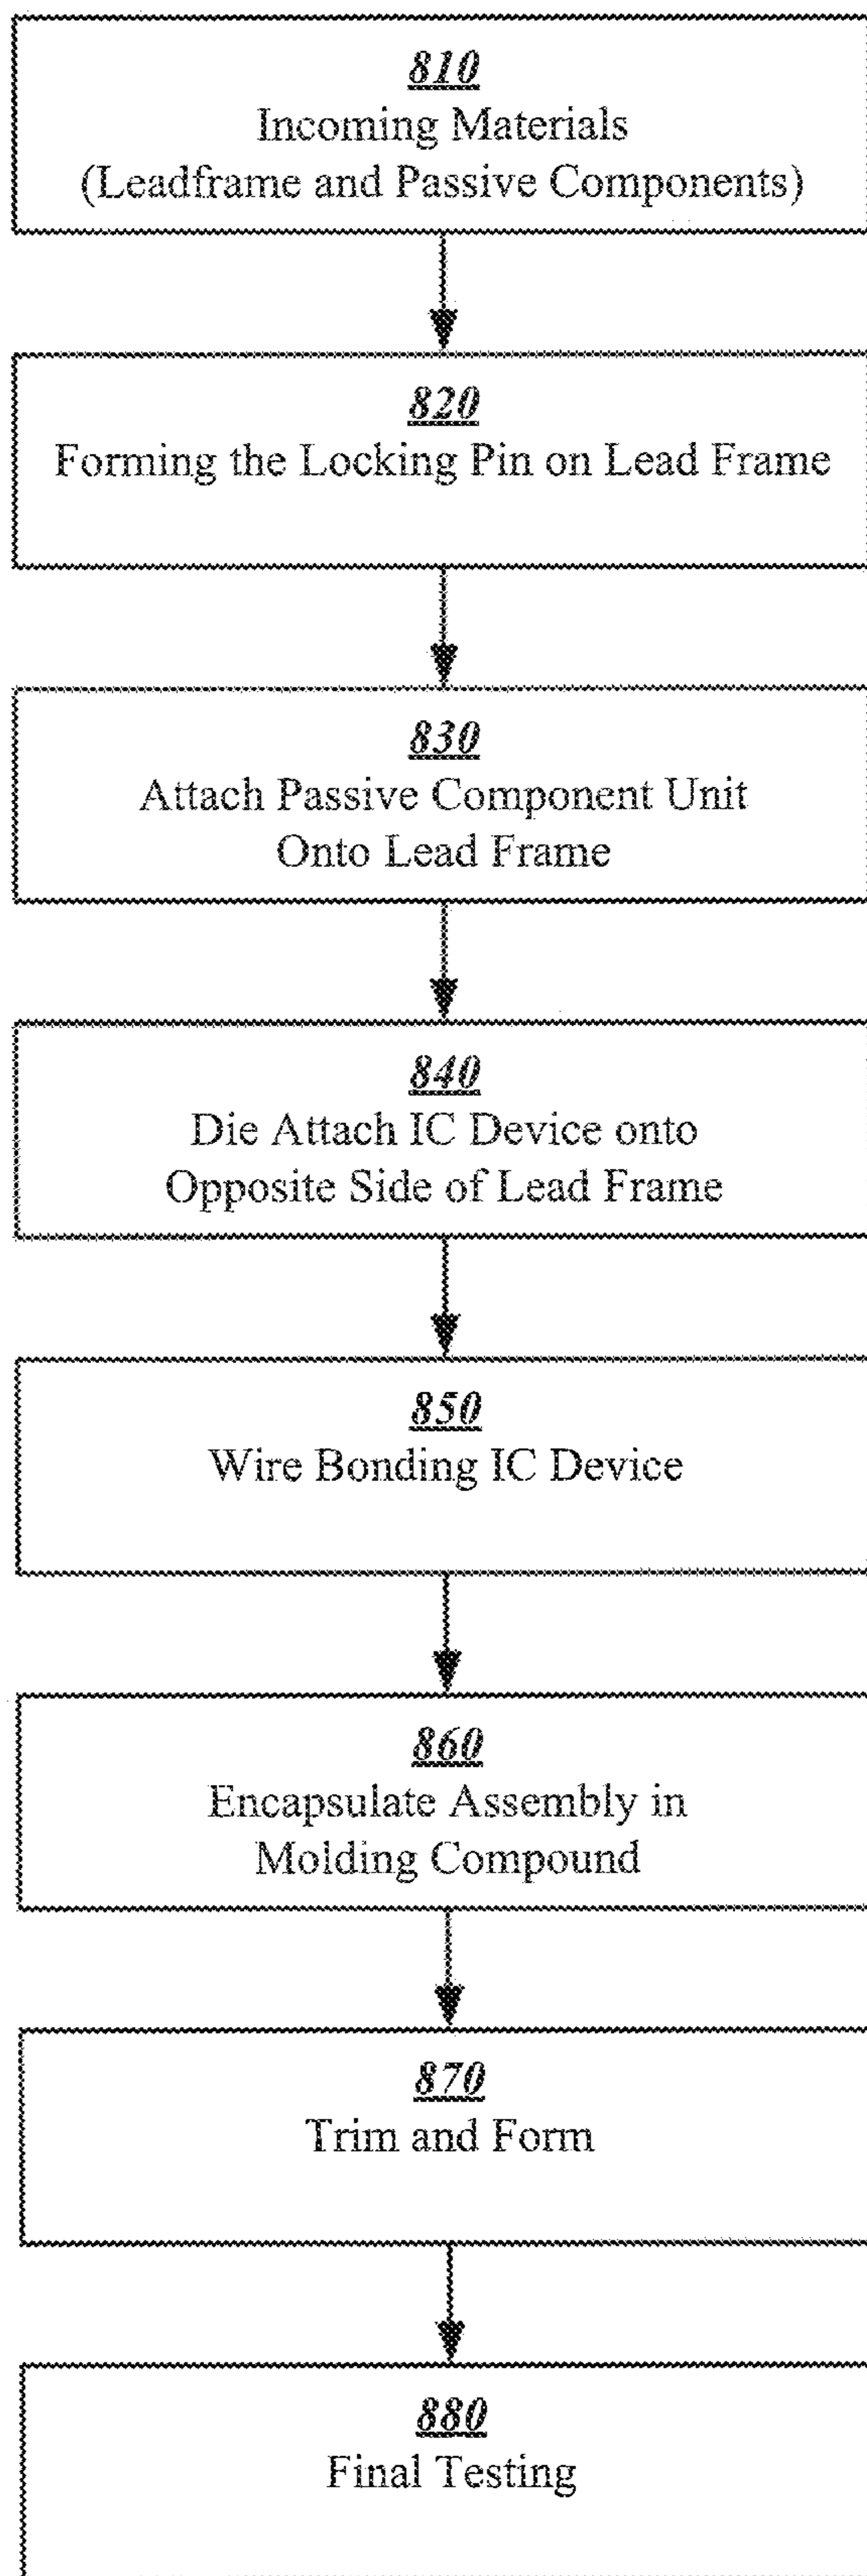 810
Incoming Materials
(Leadframe and Passive Components)
820
Forming the Locking Pin on Lead Frame
830
Attach Passive Component Unit
Onto Lead Frame
840
Die Attach IC Device onto
Opposite Side of Lead Frame
850
Wire Bonding IC Device
860
Encapsulate Assembly in
Molding Compound
870
Trim and Form
880
Final Testing